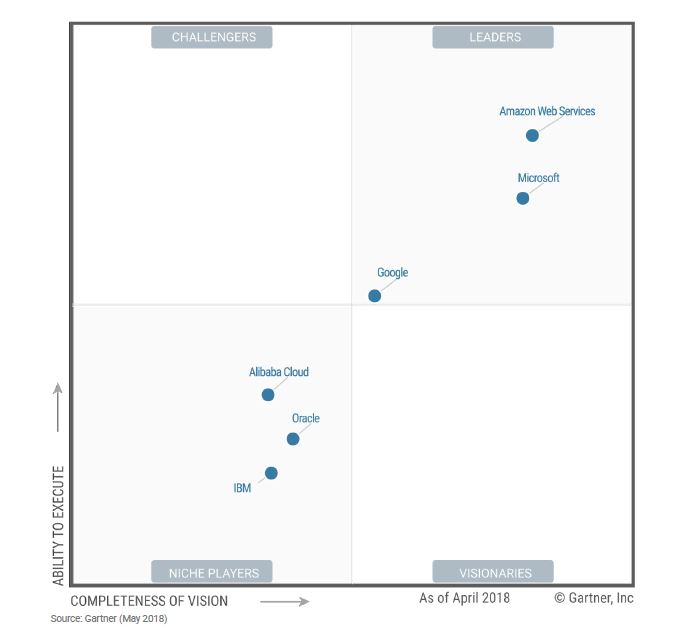 CHALLENGERS
LEADERS
Amazon Web Services
Microsoft
Google
Alibaba Cloud
Oracle
IBM
ABILITY TO EXECUTE
NICHE PLAYERS
VISIONARIES
COMPLETENESS OF VISION
As of April 2018
© Gartner, Inc
Source: Gartner (May 2018)